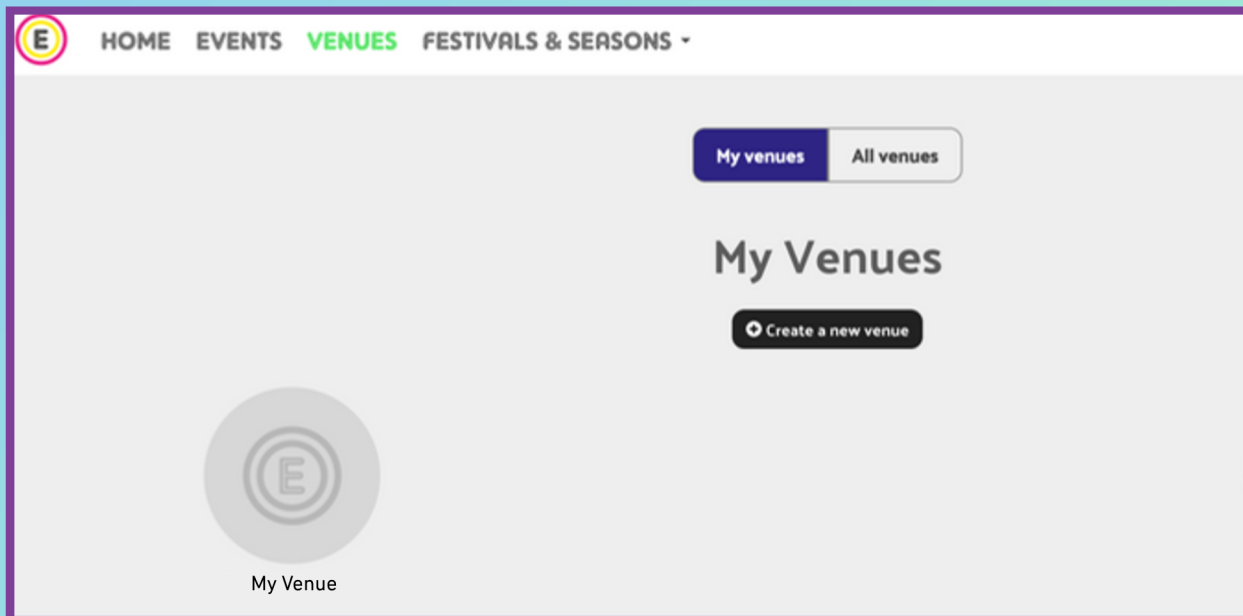 E HOME EVENTS VENUES FESTIVALS & SEASONS
My venues All venues
My Venues
Create a new venue
E
My Venue